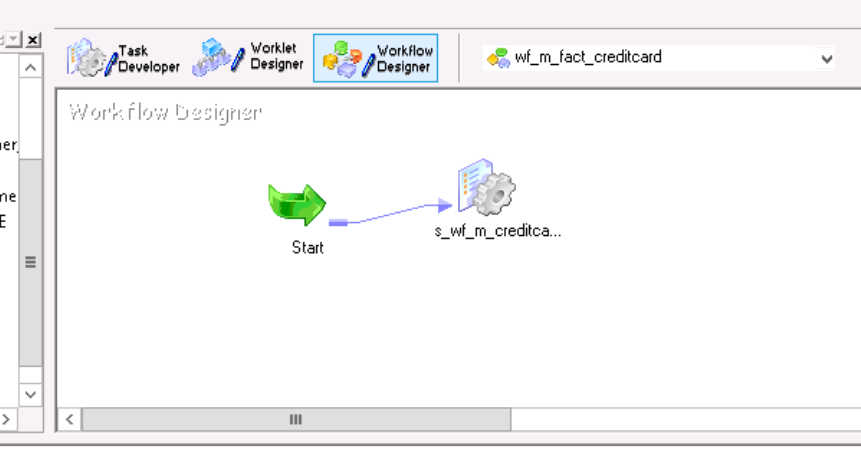 Task
Developer
Worklet
Designer
Workflow
Designer
wf_m_fact_creditcard
Workflow Designer
Start
s_wf_m_creditca...